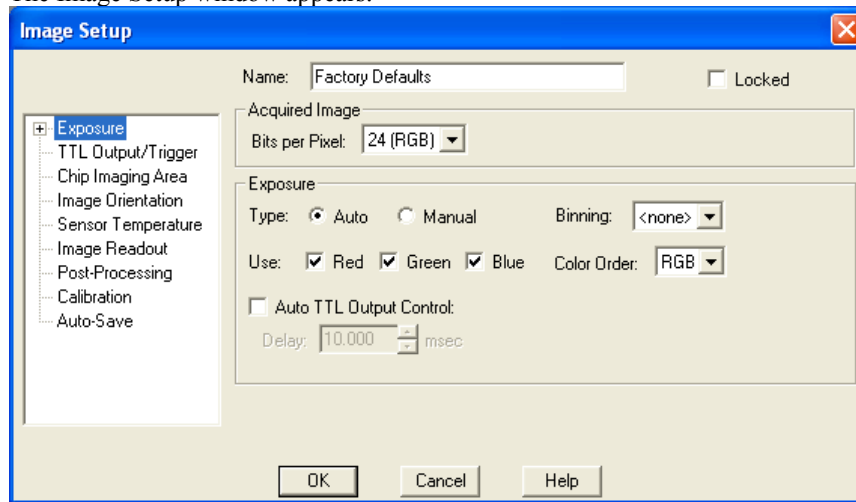 The Image Setup window appears.
Image Setup
Name: Factory Defaults Locked
Exposure
TTL Output/Trigger
Chip Imaging Area
Image Orientation
Sensor Temperature
Image Readout
Post-Processing
Calibration
Auto-Save
Acquired Image
Bits per Pixel: 24 (RGB)
Exposure
Type: Auto Manual Binning: <none>
Use: Red Green Blue Color Order: RGB
Auto TTL Output Control:
Delay: 10.000 msec
OK Cancel Help